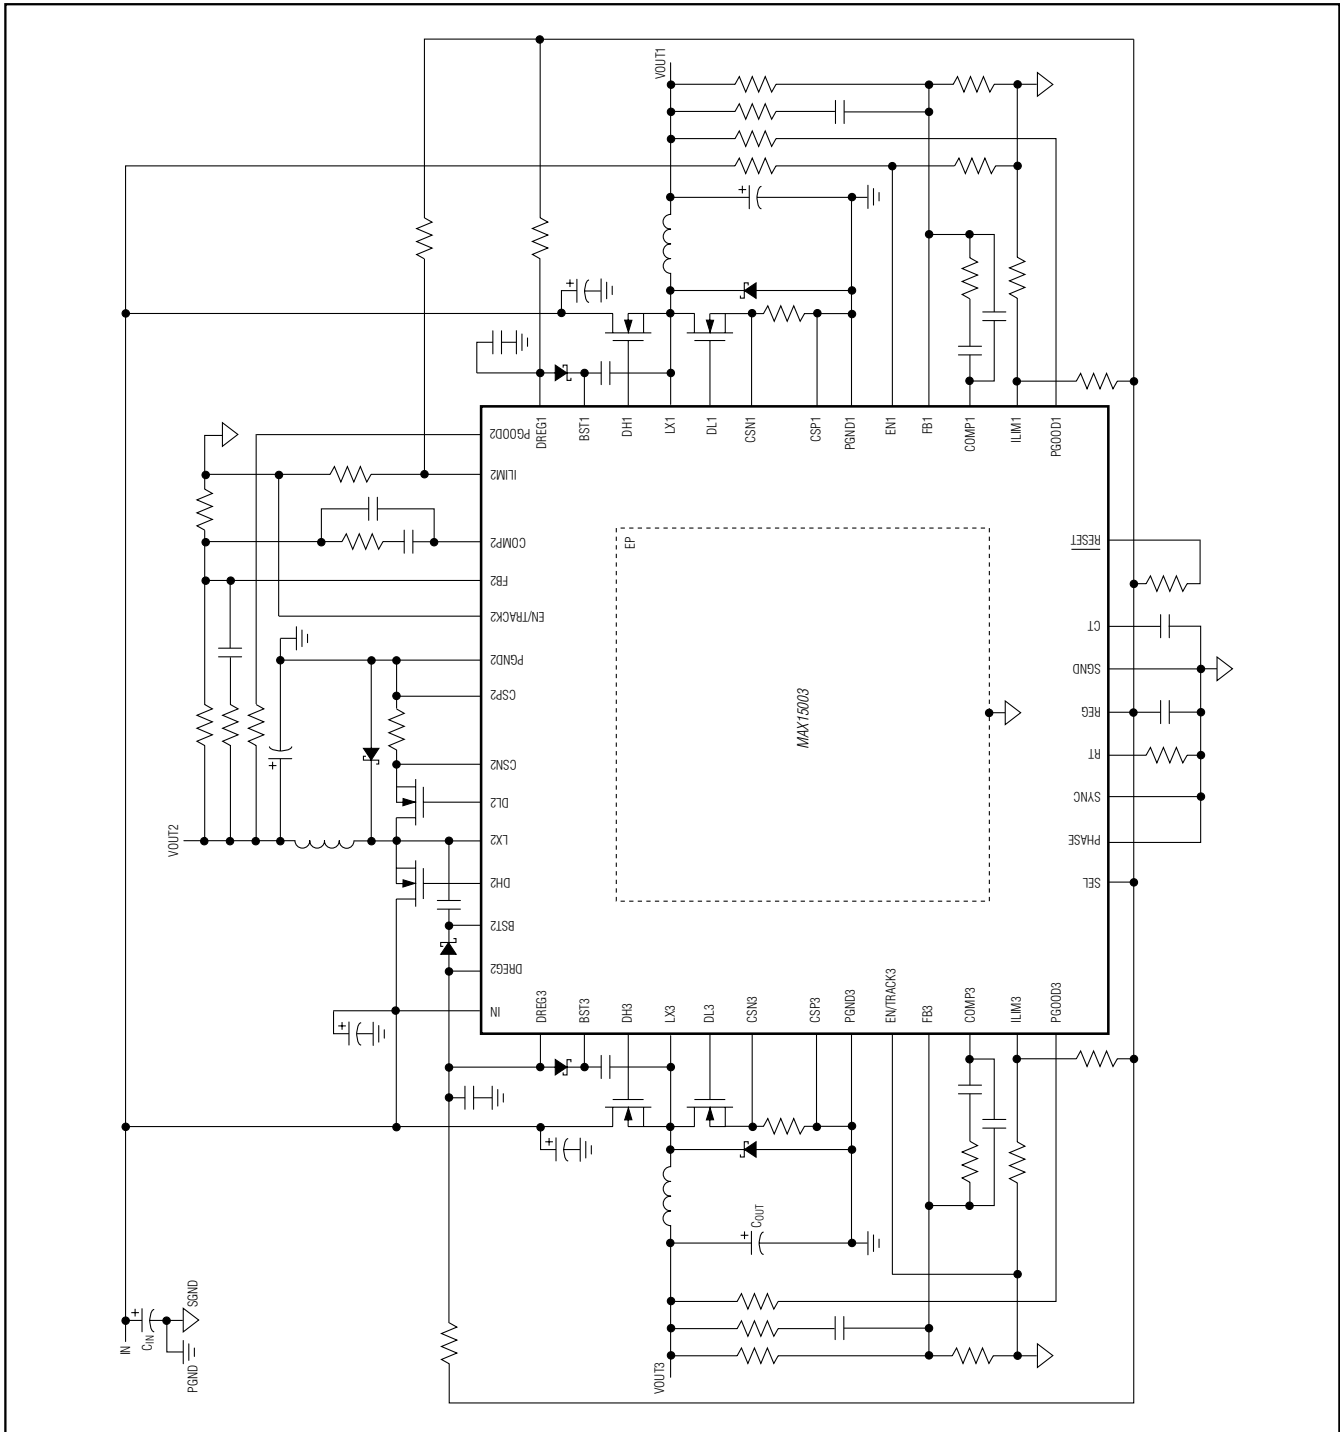 VOUT1
DREG1
BST1
DH1
LX1
DL1
CSN1
CSP1
PGND1
EN1
FB1
COMP1
ILIM1
PGOOD1
PGOOD2
ILIM2
COMP2
FB2
EN/TRACK2
PGND2
CSP2
CSN2
DL2
LX2
DH2
BST2
DREG2
IN
VOUT2
EP
MAX15003
RESET
CT
SGND
REG
RT
SYNC
PHASE
SEL
DREG3
BST3
DH3
LX3
DL3
CSN3
CSP3
PGND3
EN/TRACK3
FB3
COMP3
ILIM3
PGOOD3
+
+
+
+
+
+
+
COUT
VOUT3
IN
CIN
SGND
PGND